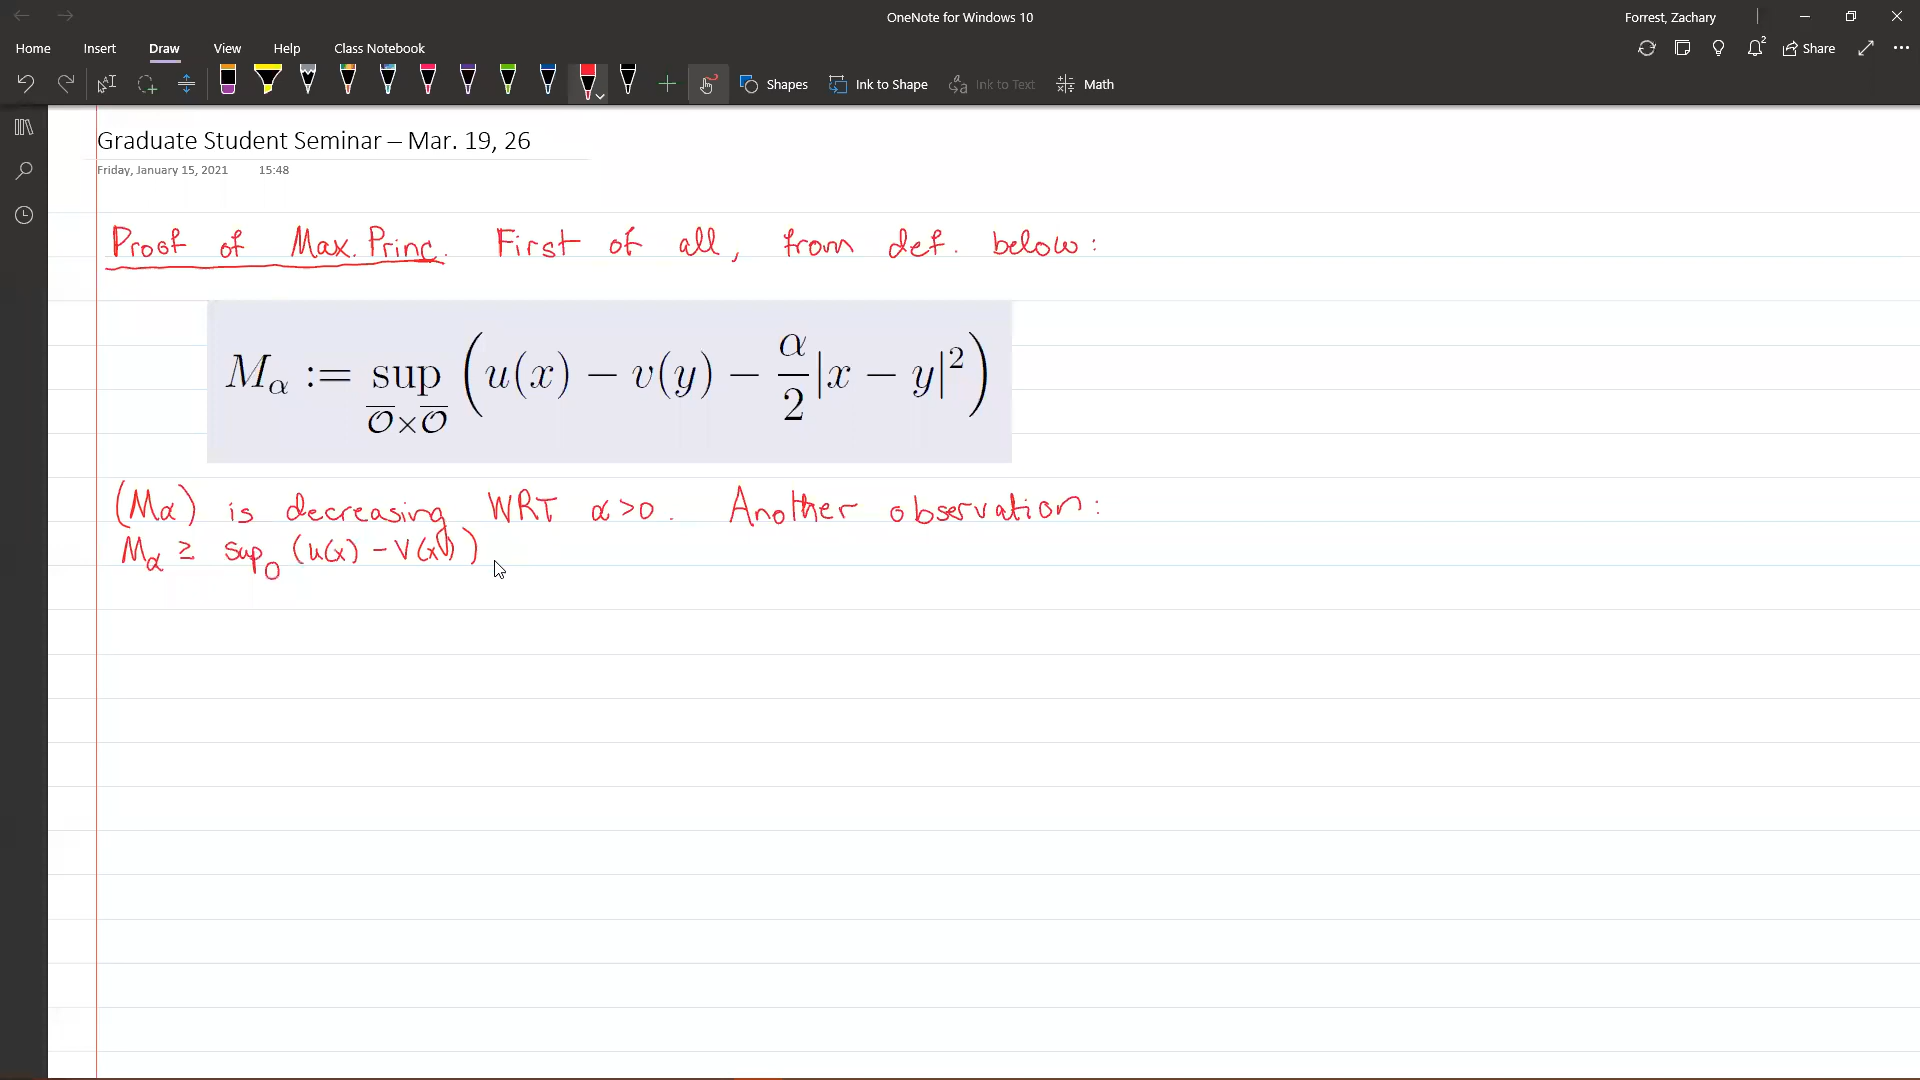 OneNote for Windows 10
Forrest, Zachary
Home Insert Draw View Help Class Notebook
2 Share
Shapes Ink to Shape Ink to Text Math
Graduate Student Seminar – Mar. 19, 26
Friday, January 15, 2021 15:48
Proof of Max. Princ. First of all, from def. below:
M_α := sup_{\overline{O}×\overline{O}} ( u(x) − v(y) − α/2 |x − y|² )
(Mα) is decreasing WRT α>0. Another observation:
M_α ≥ sup_O (u(x) − v(x))